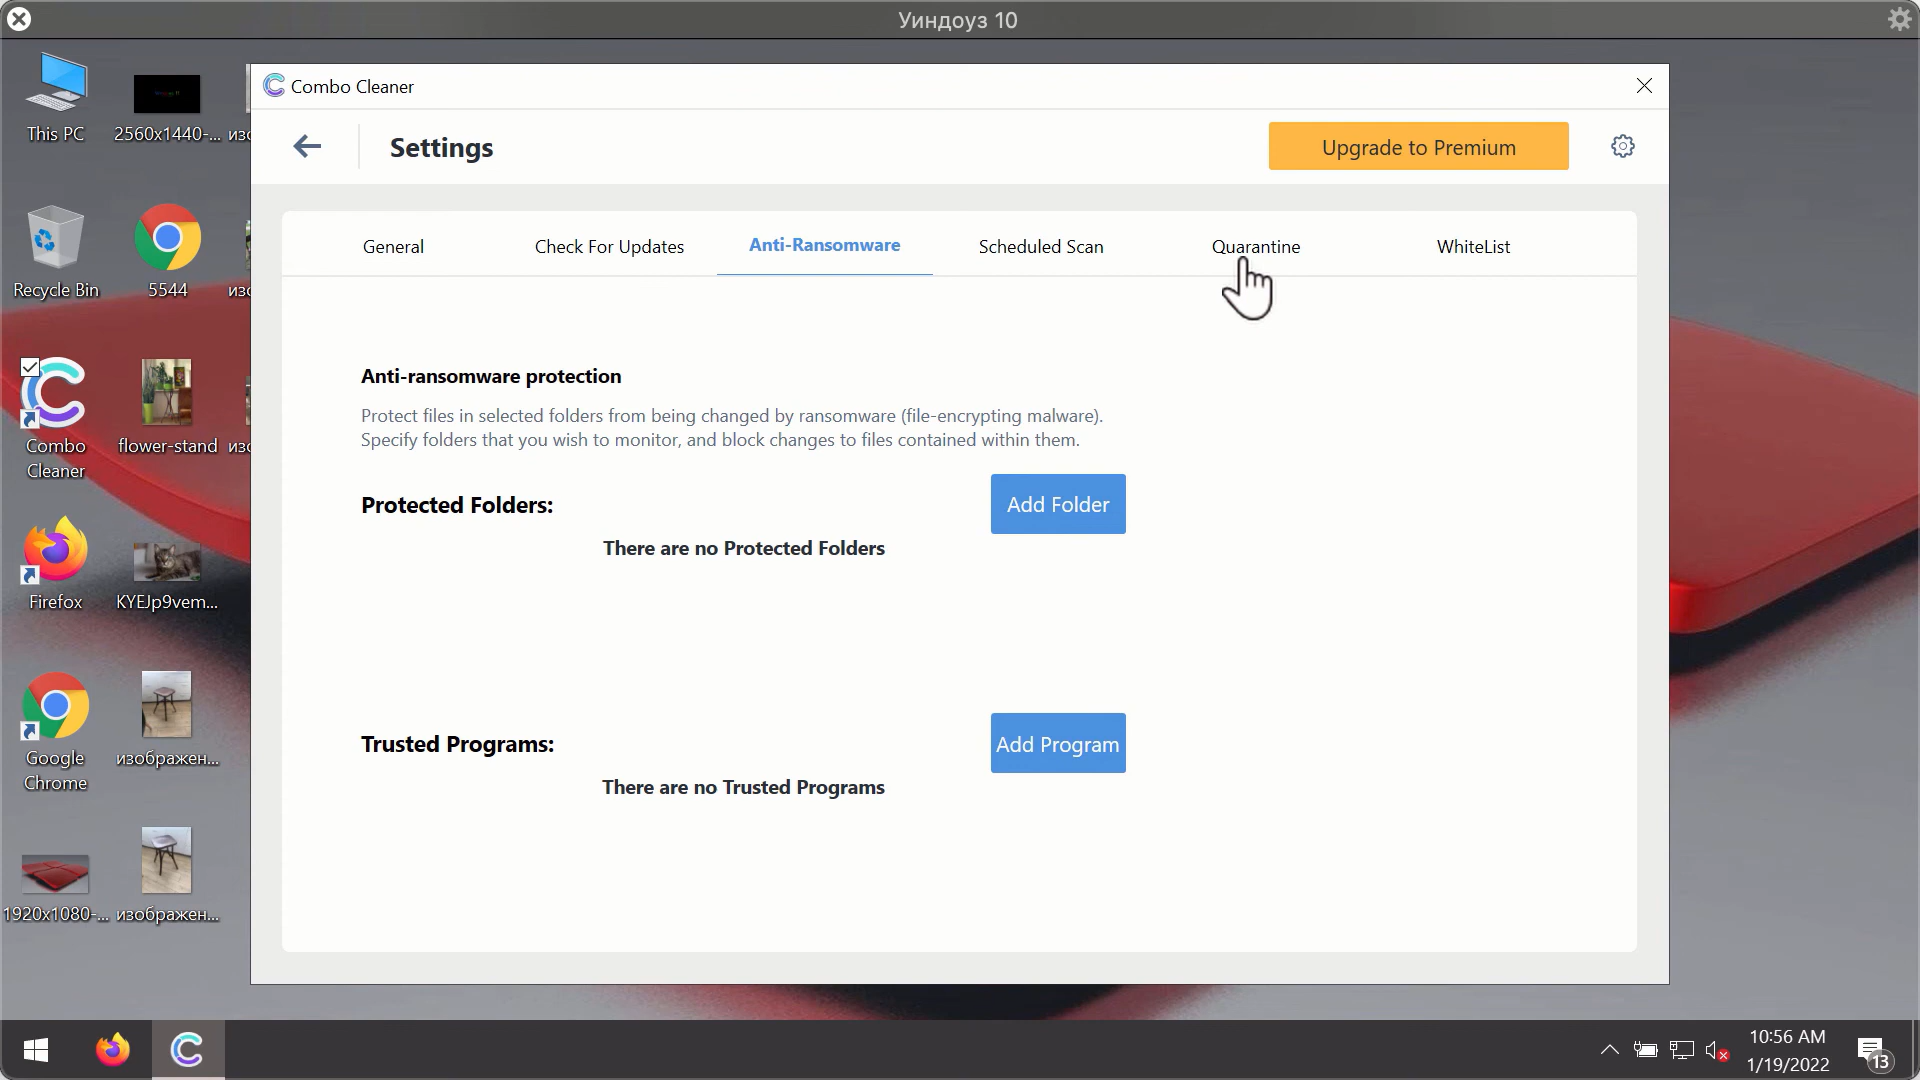 Уиндоуз 10
This PC
2560x1440-...
изо
Combo Cleaner
Settings
Upgrade to Premium
General
Check For Updates
Anti-Ransomware
Scheduled Scan
Quarantine
WhiteList
Recycle Bin
5544
изо
Anti-ransomware protection
Protect files in selected folders from being changed by ransomware (file-encrypting malware).
Specify folders that you wish to monitor, and block changes to files contained within them.
Combo
Cleaner
flower-stand
изо
Protected Folders:
Add Folder
There are no Protected Folders
Firefox
KYEJp9vem...
Trusted Programs:
Add Program
There are no Trusted Programs
Google
Chrome
изображен...
1920x1080-...
изображен...
10:56 AM
1/19/2022
13